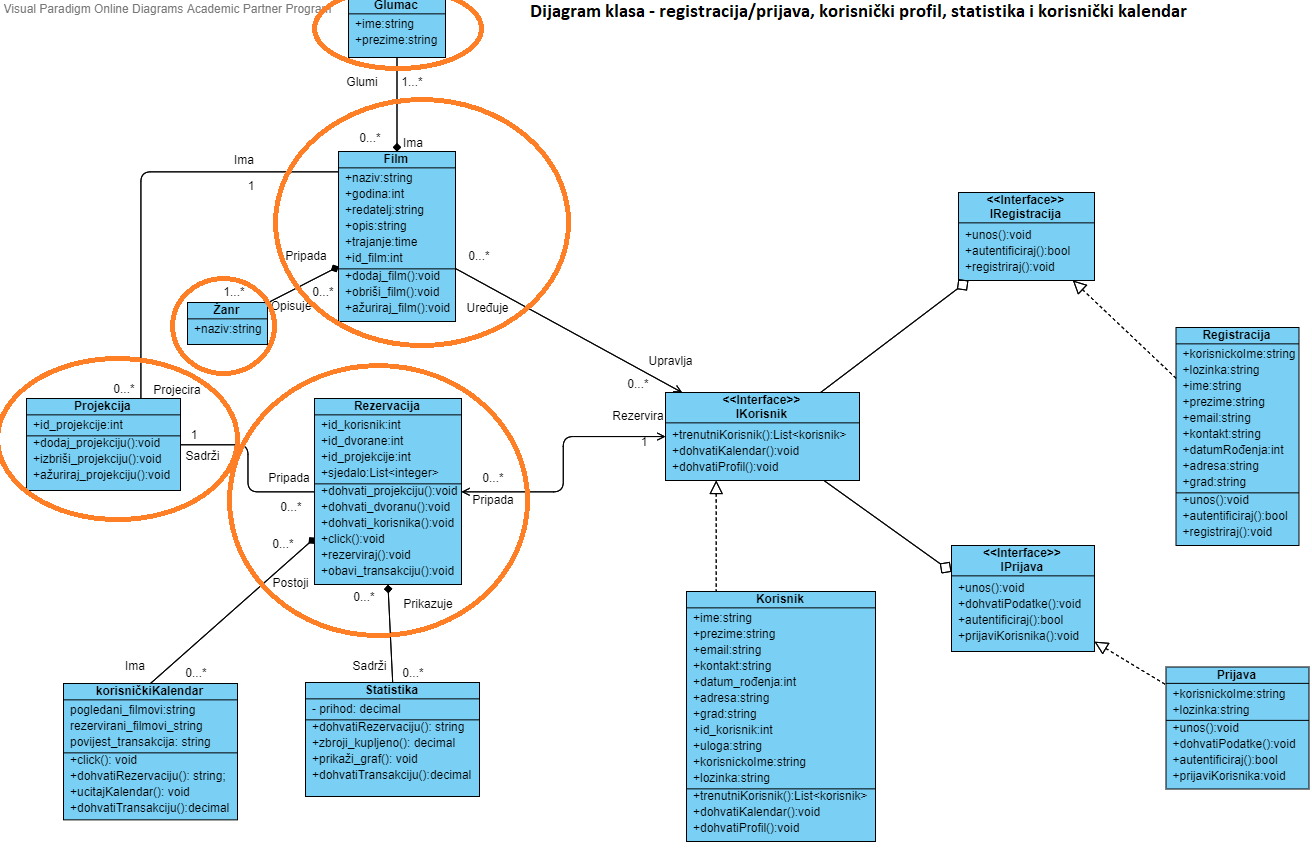 Visual Paradigm Online Diagrams Academic Partner Program
Dijagram klasa - registracija/prijava, korisnički profil, statistika i korisnički kalendar
Glumac
+ime:string
+prezime:string
Glumi
1...*
0...*
Ima
Film
+naziv:string
+godina:int
+redatelj:string
+opis:string
+trajanje:time
+id_film:int
+dodaj_film():void
+obriši_film():void
+ažuriraj_film():void
Ima
1
Pripada
0...*
1...*
Opisuje
Žanr
+naziv:string
0...*
Uređuje
Upravlja
0...*
0...*
Projecira
Projekcija
+id_projekcije:int
+dodaj_projekciju():void
+izbriši_projekciju():void
+ažuriraj_projekciju():void
1
Sadrži
Pripada
0...*
Rezervacija
+id_korisnik:int
+id_dvorane:int
+id_projekcije:int
+sjedalo:List<integer>
+dohvati_projekciju():void
+dohvati_dvoranu():void
+dohvati_korisnika():void
+click():void
+rezerviraj():void
+obavi_transakciju():void
0...*
Pripada
Rezervira
1
<<Interface>>
IKorisnik
+trenutniKorisnik():List<korisnik>
+dohvatiKalendar():void
+dohvatiProfil():void
<<Interface>>
IRegistracija
+unos():void
+autentificiraj():bool
+registriraj():void
Registracija
+korisnickoIme:string
+lozinka:string
+ime:string
+prezime:string
+email:string
+kontakt:string
+datumRođenja:int
+adresa:string
+grad:string
+unos():void
+autentificiraj():bool
+registriraj():void
<<Interface>>
IPrijava
+unos():void
+dohvatiPodatke():void
+autentificiraj():bool
+prijaviKorisnika():void
Prijava
+korisnickoIme:string
+lozinka:string
+unos():void
+dohvatiPodatke():void
+autentificiraj():bool
+prijaviKorisnika:void
Korisnik
+ime:string
+prezime:string
+email:string
+kontakt:string
+datum_rođenja:int
+adresa:string
+grad:string
+id_korisnik:int
+uloga:string
+korisnickoIme:string
+lozinka:string
+trenutniKorisnik():List<korisnik>
+dohvatiKalendar():void
+dohvatiProfil():void
0...*
Postoji
Ima
0...*
korisničkiKalendar
pogledani_filmovi:string
rezervirani_filmovi_string
povijest_transakcija: string
+click(): void
+dohvatiRezervaciju(): string;
+ucitajKalendar(): void
+dohvatiTransakciju():decimal
0...*
Prikazuje
Sadrži
0...*
Statistika
- prihod: decimal
+dohvatiRezervaciju(): string
+zbroji_kupljeno(): decimal
+prikaži_graf(): void
+dohvatiTransakciju():decimal